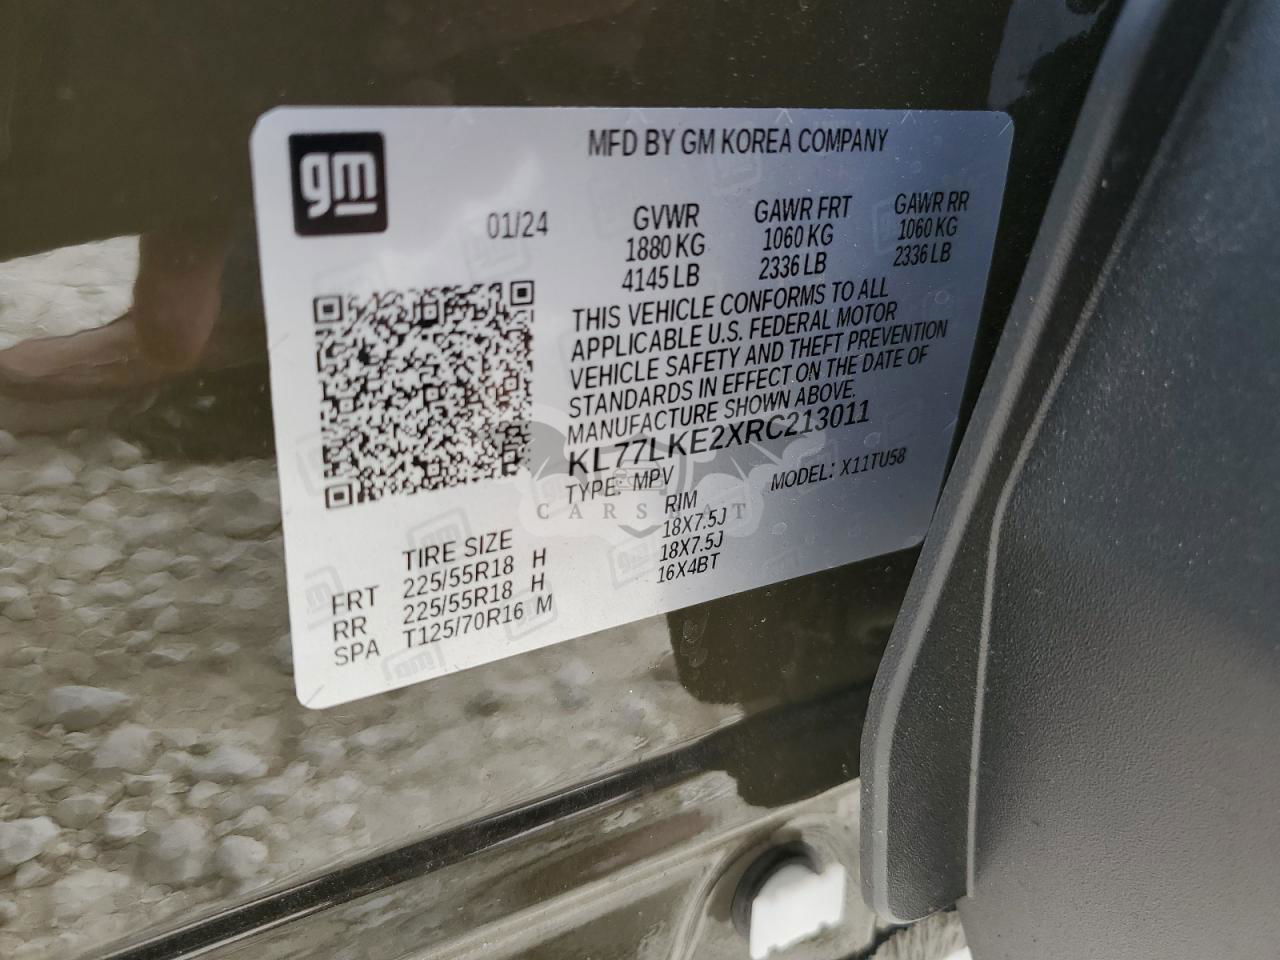 gm
MFD BY GM KOREA COMPANY
01/24
GVWR GAWR FRT GAWR RR
1880 KG 1060 KG 1060 KG
4145 LB 2336 LB 2336 LB
THIS VEHICLE CONFORMS TO ALL
APPLICABLE U.S. FEDERAL MOTOR
VEHICLE SAFETY AND THEFT PREVENTION
STANDARDS IN EFFECT ON THE DATE OF
MANUFACTURE SHOWN ABOVE.
KL77LKE2XRC213011
TYPE: MPV MODEL: X11TU58
CARSBAT
TIRE SIZE RIM
FRT 225/55R18 H 18X7.5J
RR 225/55R18 H 18X7.5J
SPA T125/70R16 M 16X4BT